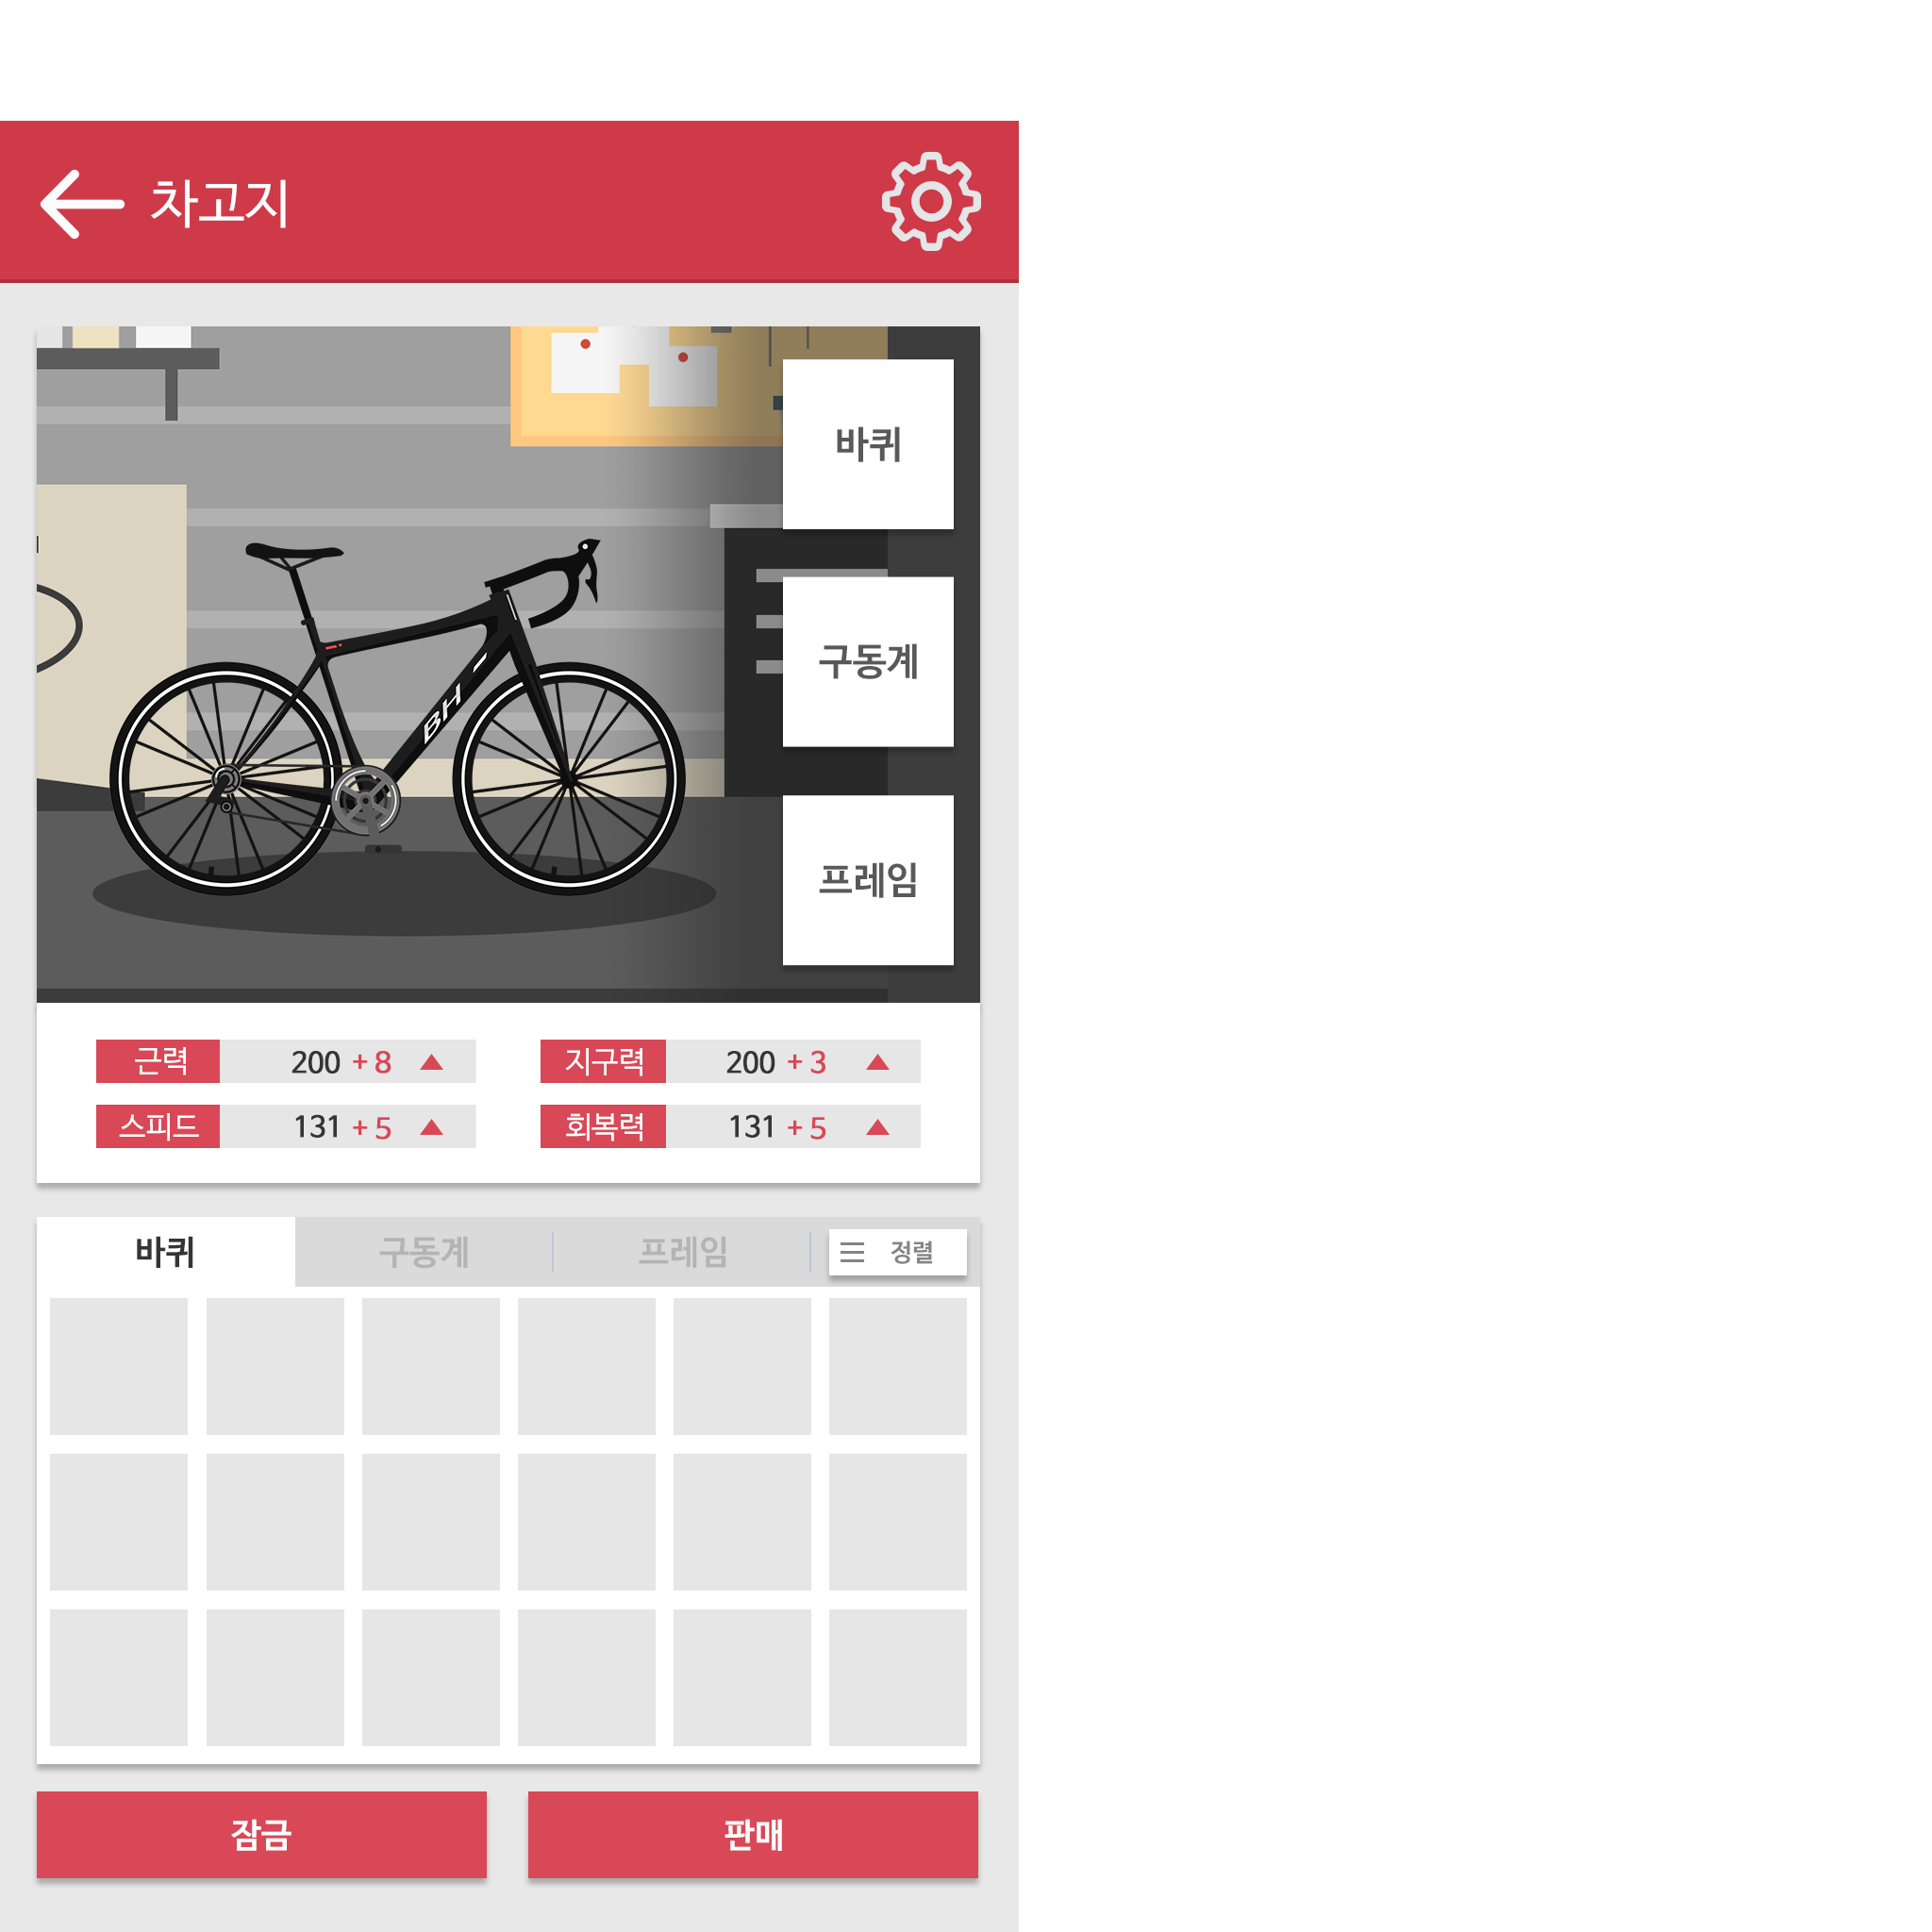 차고지
바퀴
구동계
프레임
BH
근력 200 + 8
지구력 200 + 3
스피드 131 + 5
회복력 131 + 5
바퀴 구동계 프레임 정렬
잠금 판매